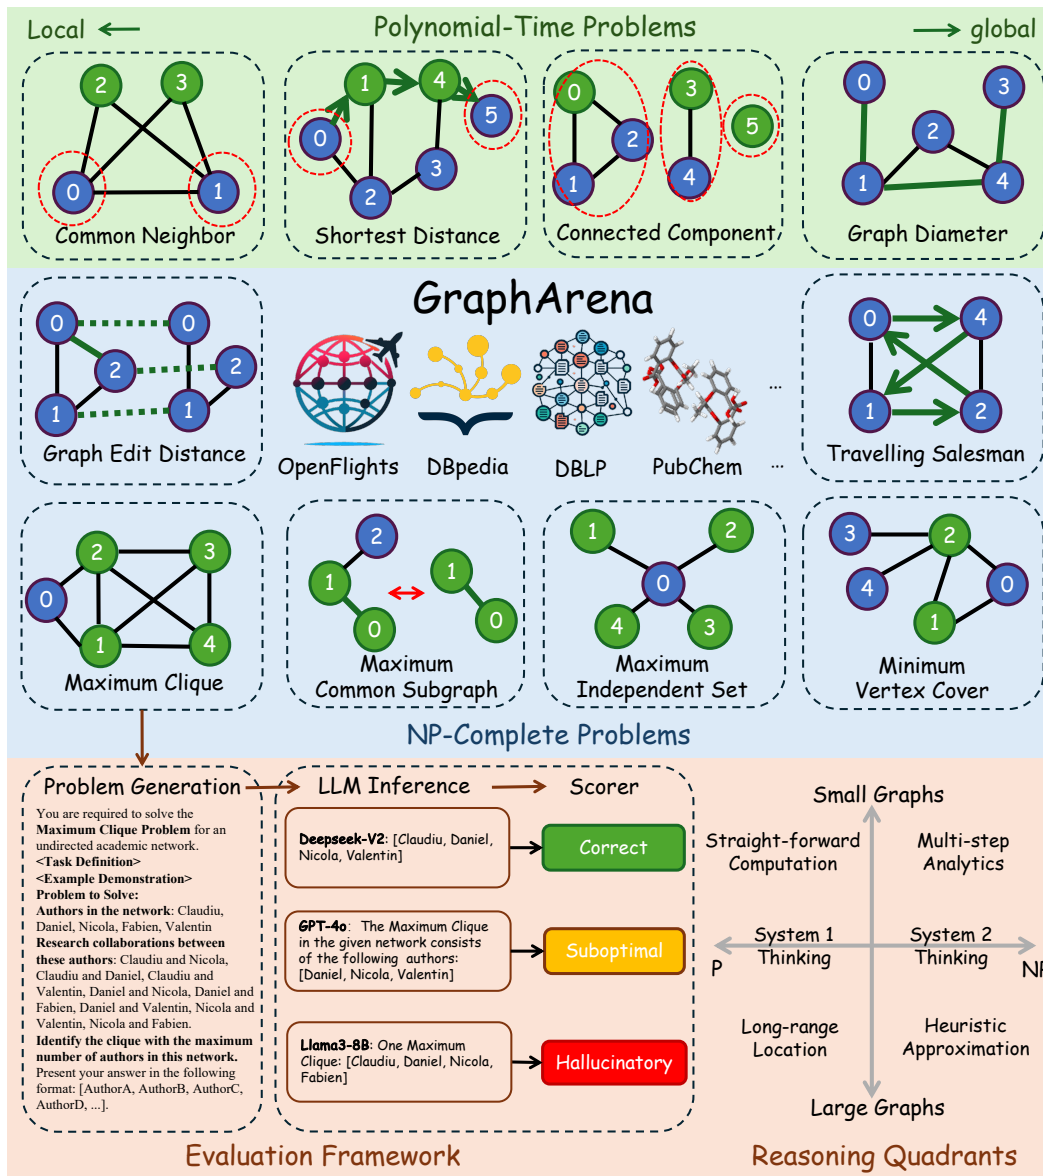 Local
Polynomial-Time Problems
global
2
3
0
1
Common Neighbor
1
4
5
0
3
2
Shortest Distance
0
3
2
5
1
4
Connected Component
0
3
2
1
4
Graph Diameter
GraphArena
0
0
2
2
1
1
Graph Edit Distance
OpenFlights
DBpedia
DBLP
PubChem
...
...
0
4
1
2
Travelling Salesman
2
3
0
1
4
Maximum Clique
2
1
1
0
0
Maximum
Common Subgraph
1
2
0
4
3
Maximum
Independent Set
3
2
4
0
1
Minimum
Vertex Cover
NP-Complete Problems
Problem Generation
You are required to solve the
Maximum Clique Problem for an
undirected academic network.
<Task Definition>
<Example Demonstration>
Problem to Solve:
Authors in the network: Claudiu,
Daniel, Nicola, Fabien, Valentin
Research collaborations between
these authors: Claudiu and Nicola,
Claudiu and Daniel, Claudiu and
Valentin, Daniel and Nicola, Daniel and
Fabien, Daniel and Valentin, Nicola and
Valentin, Nicola and Fabien.
Identify the clique with the maximum
number of authors in this network.
Present your answer in the following
format: [AuthorA, AuthorB, AuthorC,
AuthorD, ...].
LLM Inference
Scorer
Deepseek-V2: [Claudiu, Daniel,
Nicola, Valentin]
Correct
GPT-4o: The Maximum Clique
in the given network consists
of the following authors:
[Daniel, Nicola, Valentin]
Suboptimal
Llama3-8B: One Maximum
Clique: [Claudiu, Daniel, Nicola,
Fabien]
Hallucinatory
Evaluation Framework
Small Graphs
Straight-forward
Computation
Multi-step
Analytics
System 1
Thinking
System 2
Thinking
P
NP
Long-range
Location
Heuristic
Approximation
Large Graphs
Reasoning Quadrants